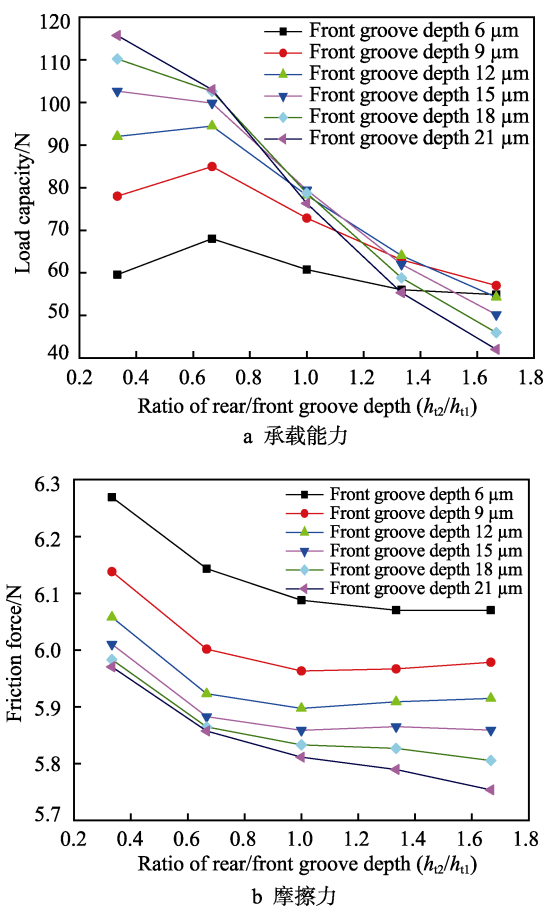 120
110
100
90
80
70
60
50
40
Load capacity/N
Front groove depth 6 μm
Front groove depth 9 μm
Front groove depth 12 μm
Front groove depth 15 μm
Front groove depth 18 μm
Front groove depth 21 μm
0.2 0.4 0.6 0.8 1.0 1.2 1.4 1.6 1.8
Ratio of rear/front groove depth (ht2/ht1)
a 承载能力
6.3
6.2
6.1
6.0
5.9
5.8
5.7
Friction force/N
Front groove depth 6 μm
Front groove depth 9 μm
Front groove depth 12 μm
Front groove depth 15 μm
Front groove depth 18 μm
Front groove depth 21 μm
0.2 0.4 0.6 0.8 1.0 1.2 1.4 1.6 1.8
Ratio of rear/front groove depth (ht2/ht1)
b 摩擦力